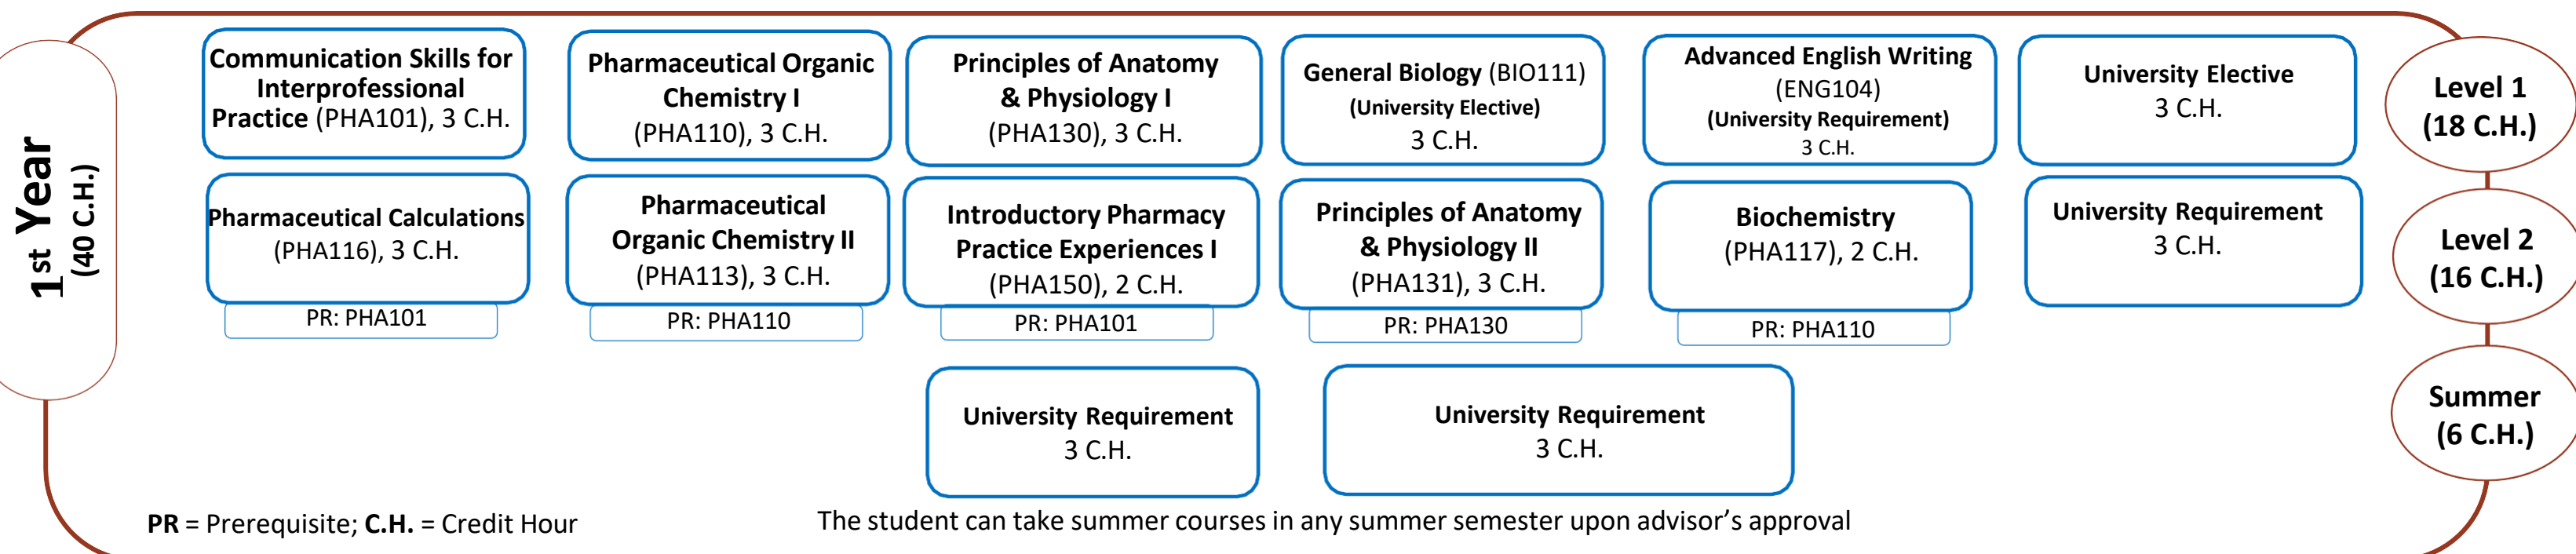 1st Year
(40 C.H.)
Communication Skills for
Interprofessional
Practice (PHA101), 3 C.H.
Pharmaceutical Organic
Chemistry I
(PHA110), 3 C.H.
Principles of Anatomy
& Physiology I
(PHA130), 3 C.H.
General Biology (BIO111)
(University Elective)
3 C.H.
Advanced English Writing
(ENG104)
(University Requirement)
3 C.H.
University Elective
3 C.H.
Level 1
(18 C.H.)
Pharmaceutical Calculations
(PHA116), 3 C.H.
PR: PHA101
Pharmaceutical
Organic Chemistry II
(PHA113), 3 C.H.
PR: PHA110
Introductory Pharmacy
Practice Experiences I
(PHA150), 2 C.H.
PR: PHA101
Principles of Anatomy
& Physiology II
(PHA131), 3 C.H.
PR: PHA130
Biochemistry
(PHA117), 2 C.H.
PR: PHA110
University Requirement
3 C.H.
Level 2
(16 C.H.)
University Requirement
3 C.H.
University Requirement
3 C.H.
Summer
(6 C.H.)
PR = Prerequisite; C.H. = Credit Hour
The student can take summer courses in any summer semester upon advisor’s approval